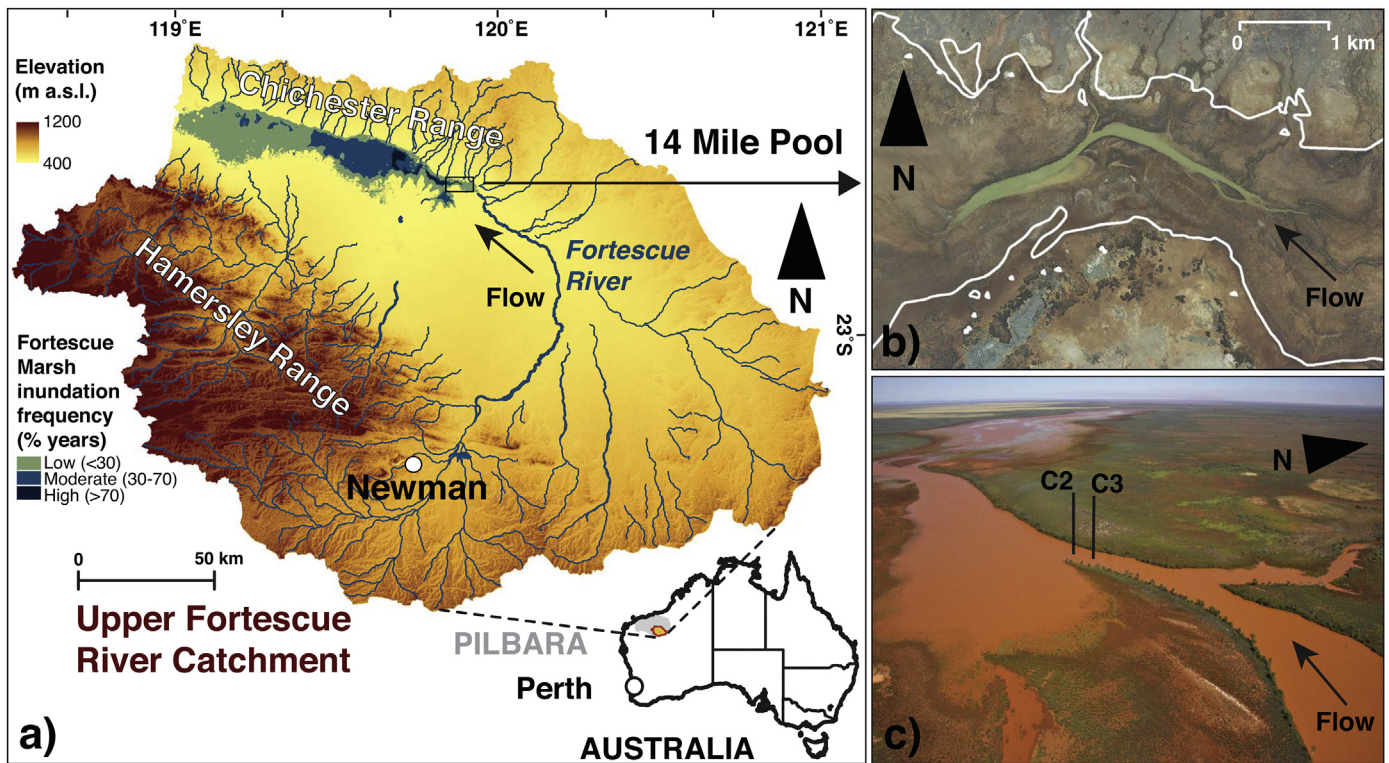 119˚E
120˚E
121˚E
Elevation
(m a.s.l.)
1200
400
Chichester Range
14 Mile Pool
N
Fortescue
River
Flow
Hamersley Range
23˚S
Fortescue
Marsh
inundation
frequency
(% years)
Low (<30)
Moderate (30-70)
High (>70)
Newman
0
50 km
Upper Fortescue
River Catchment
PILBARA
Perth
AUSTRALIA
a)
0
1 km
N
Flow
b)
N
C2
C3
Flow
c)